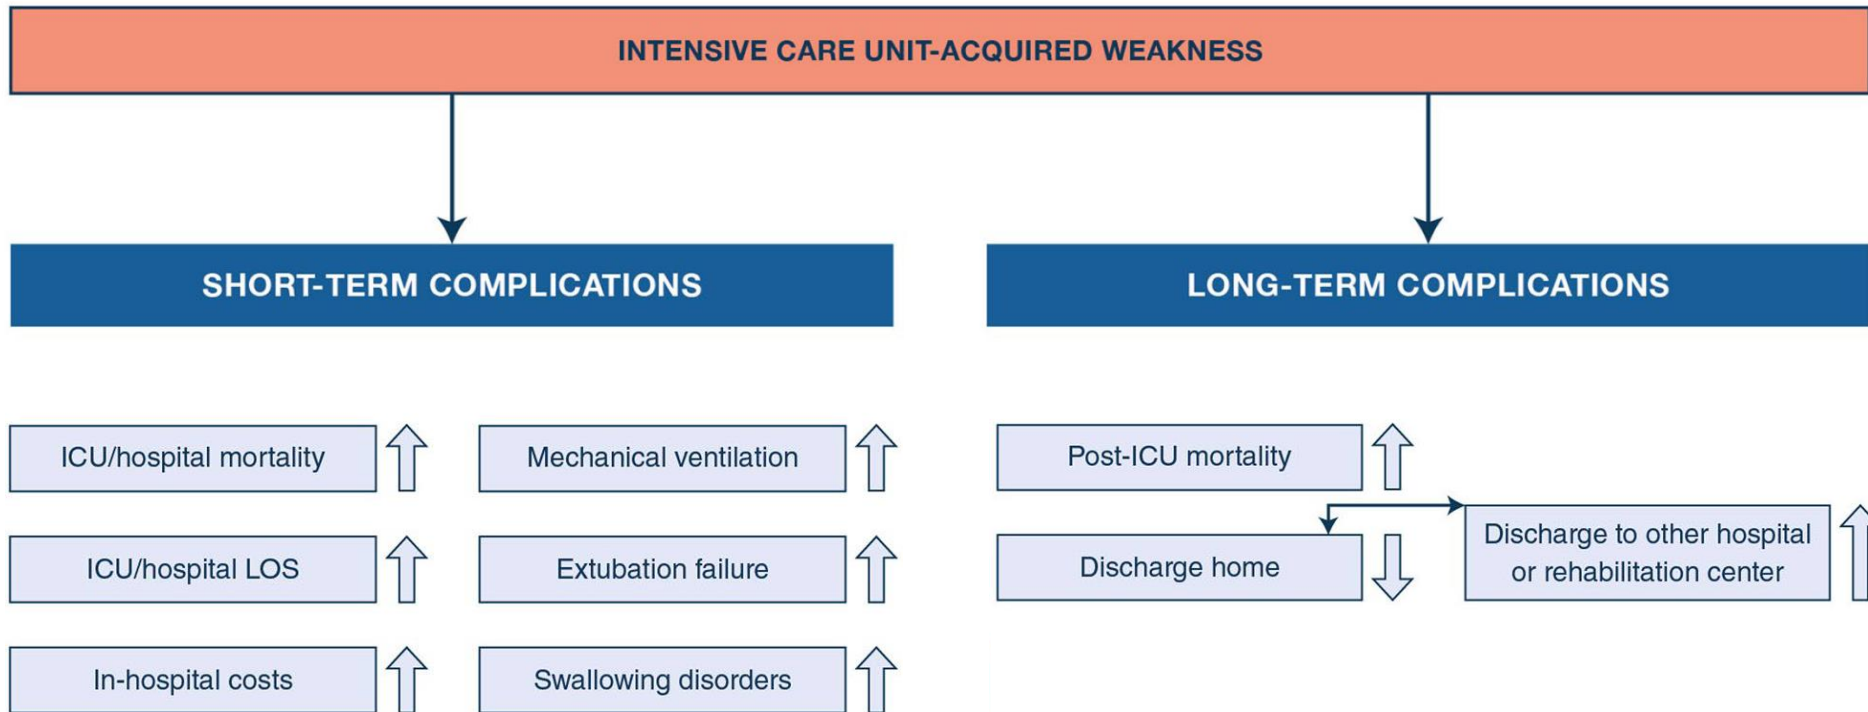 INTENSIVE CARE UNIT-ACQUIRED WEAKNESS
SHORT-TERM COMPLICATIONS
LONG-TERM COMPLICATIONS
ICU/hospital mortality
Mechanical ventilation
Post-ICU mortality
ICU/hospital LOS
Extubation failure
Discharge home
Discharge to other hospital
or rehabilitation center
In-hospital costs
Swallowing disorders